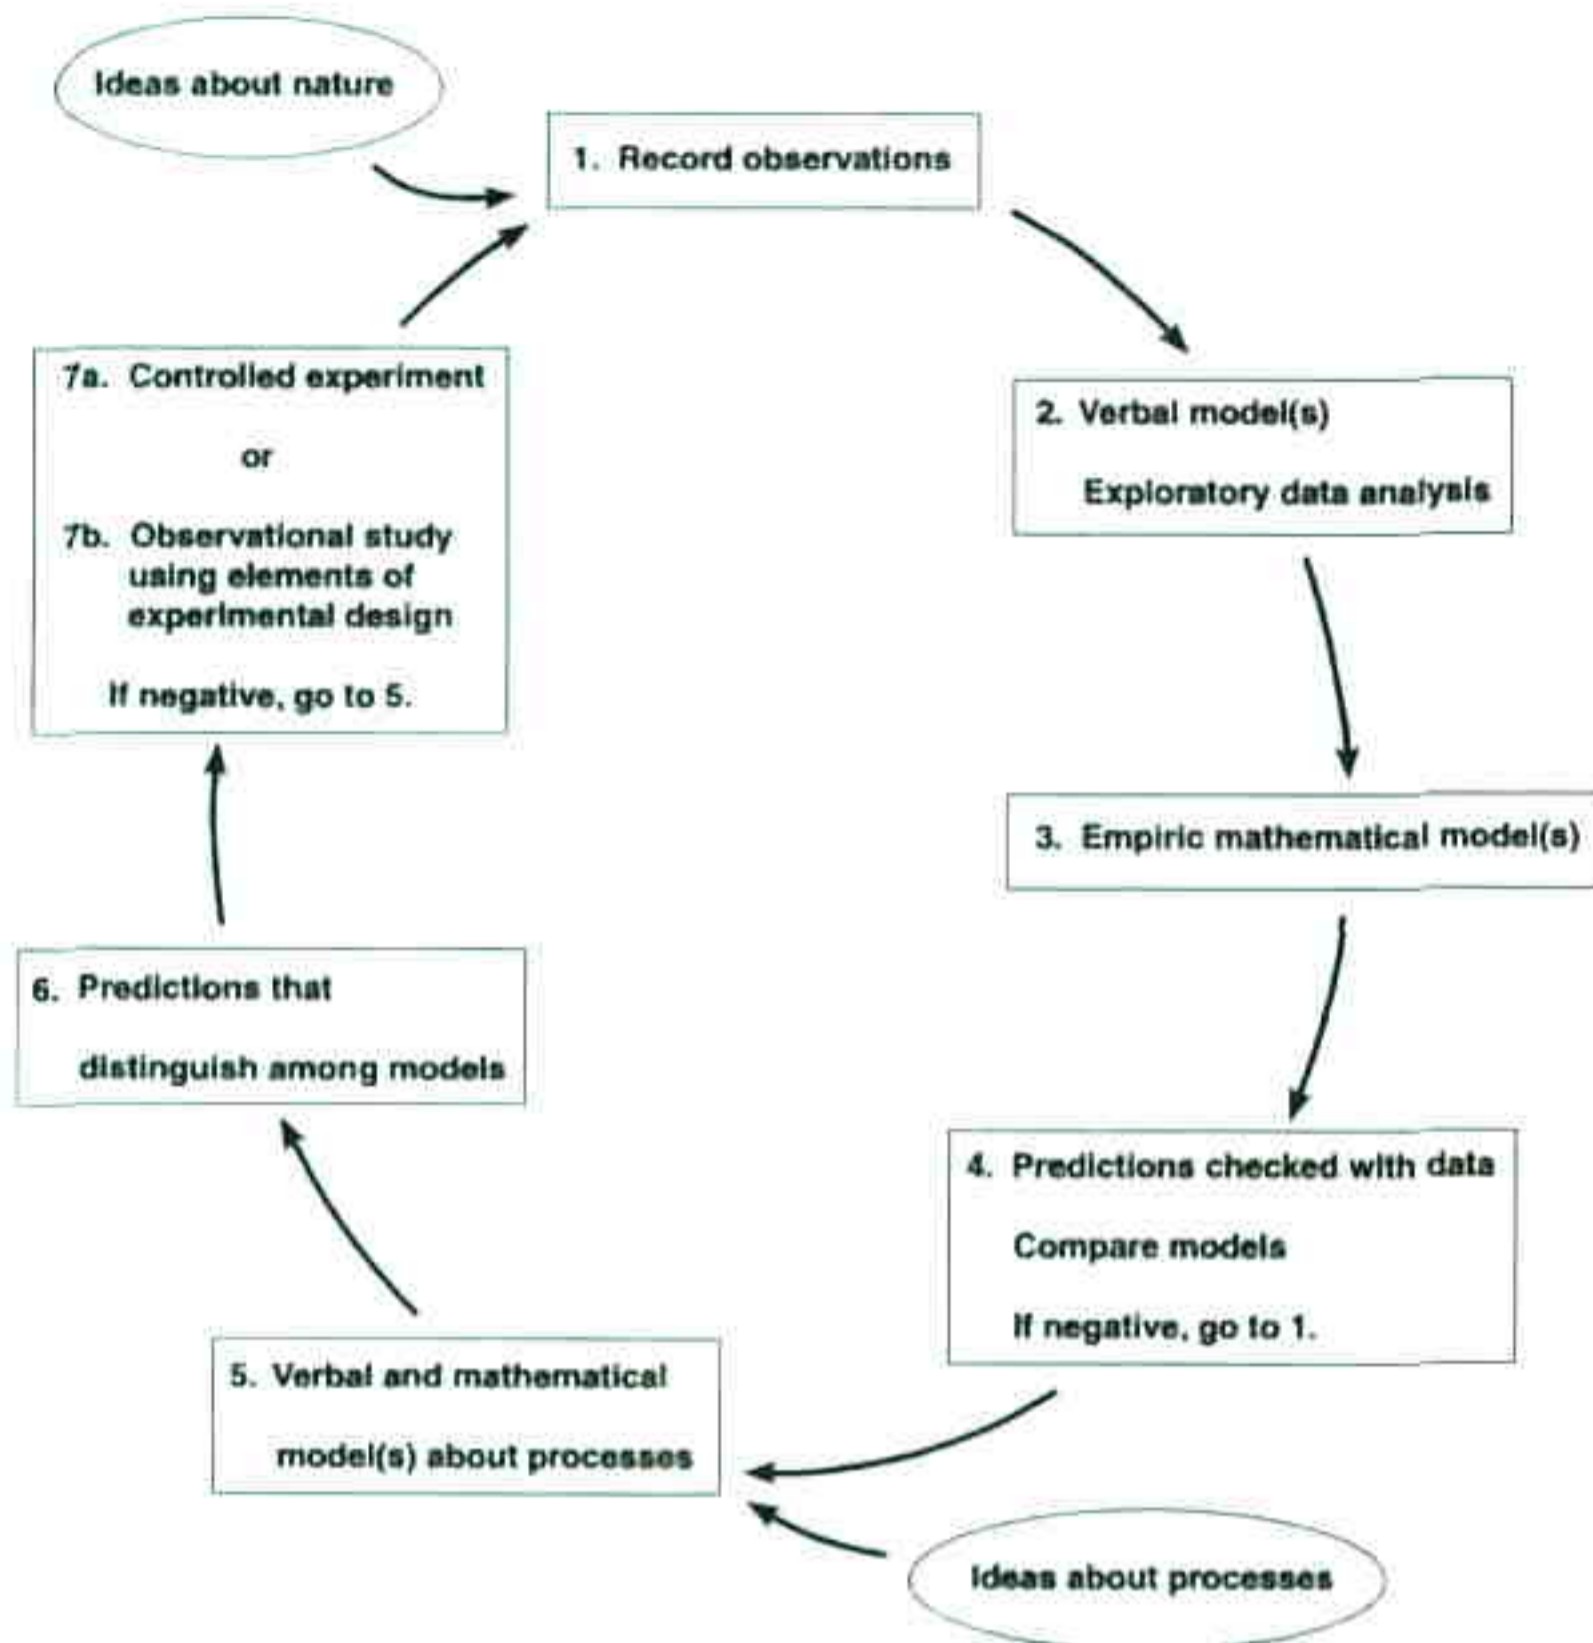 Ideas about nature
1. Record observations
2. Verbal model(s)
Exploratory data analysis
3. Empiric mathematical model(s)
4. Predictions checked with data
Compare models
If negative, go to 1.
Ideas about processes
5. Verbal and mathematical
model(s) about processes
6. Predictions that
distinguish among models
7a. Controlled experiment
or
7b. Observational study
using elements of
experimental design
If negative, go to 5.